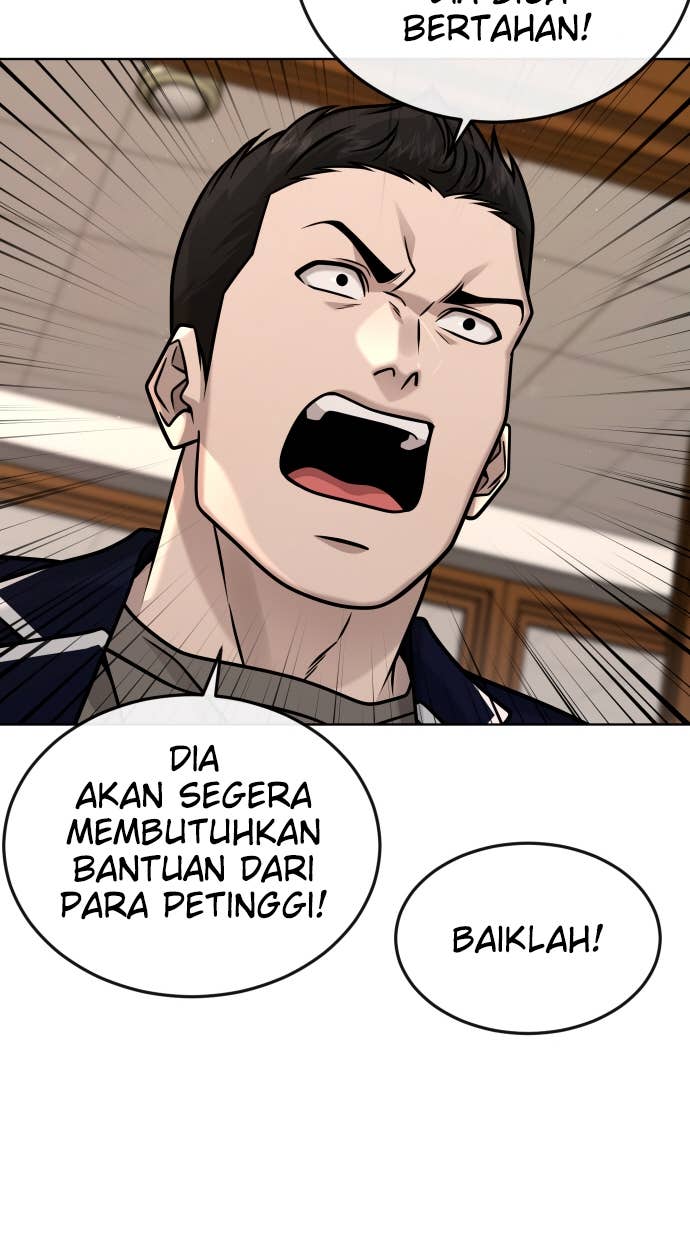 BERTAHAN!
DIA
AKAN SEGERA
MEMBUTUHKAN
BANTUAN DARI
PARA PETINGGI!
BAIKLAH!